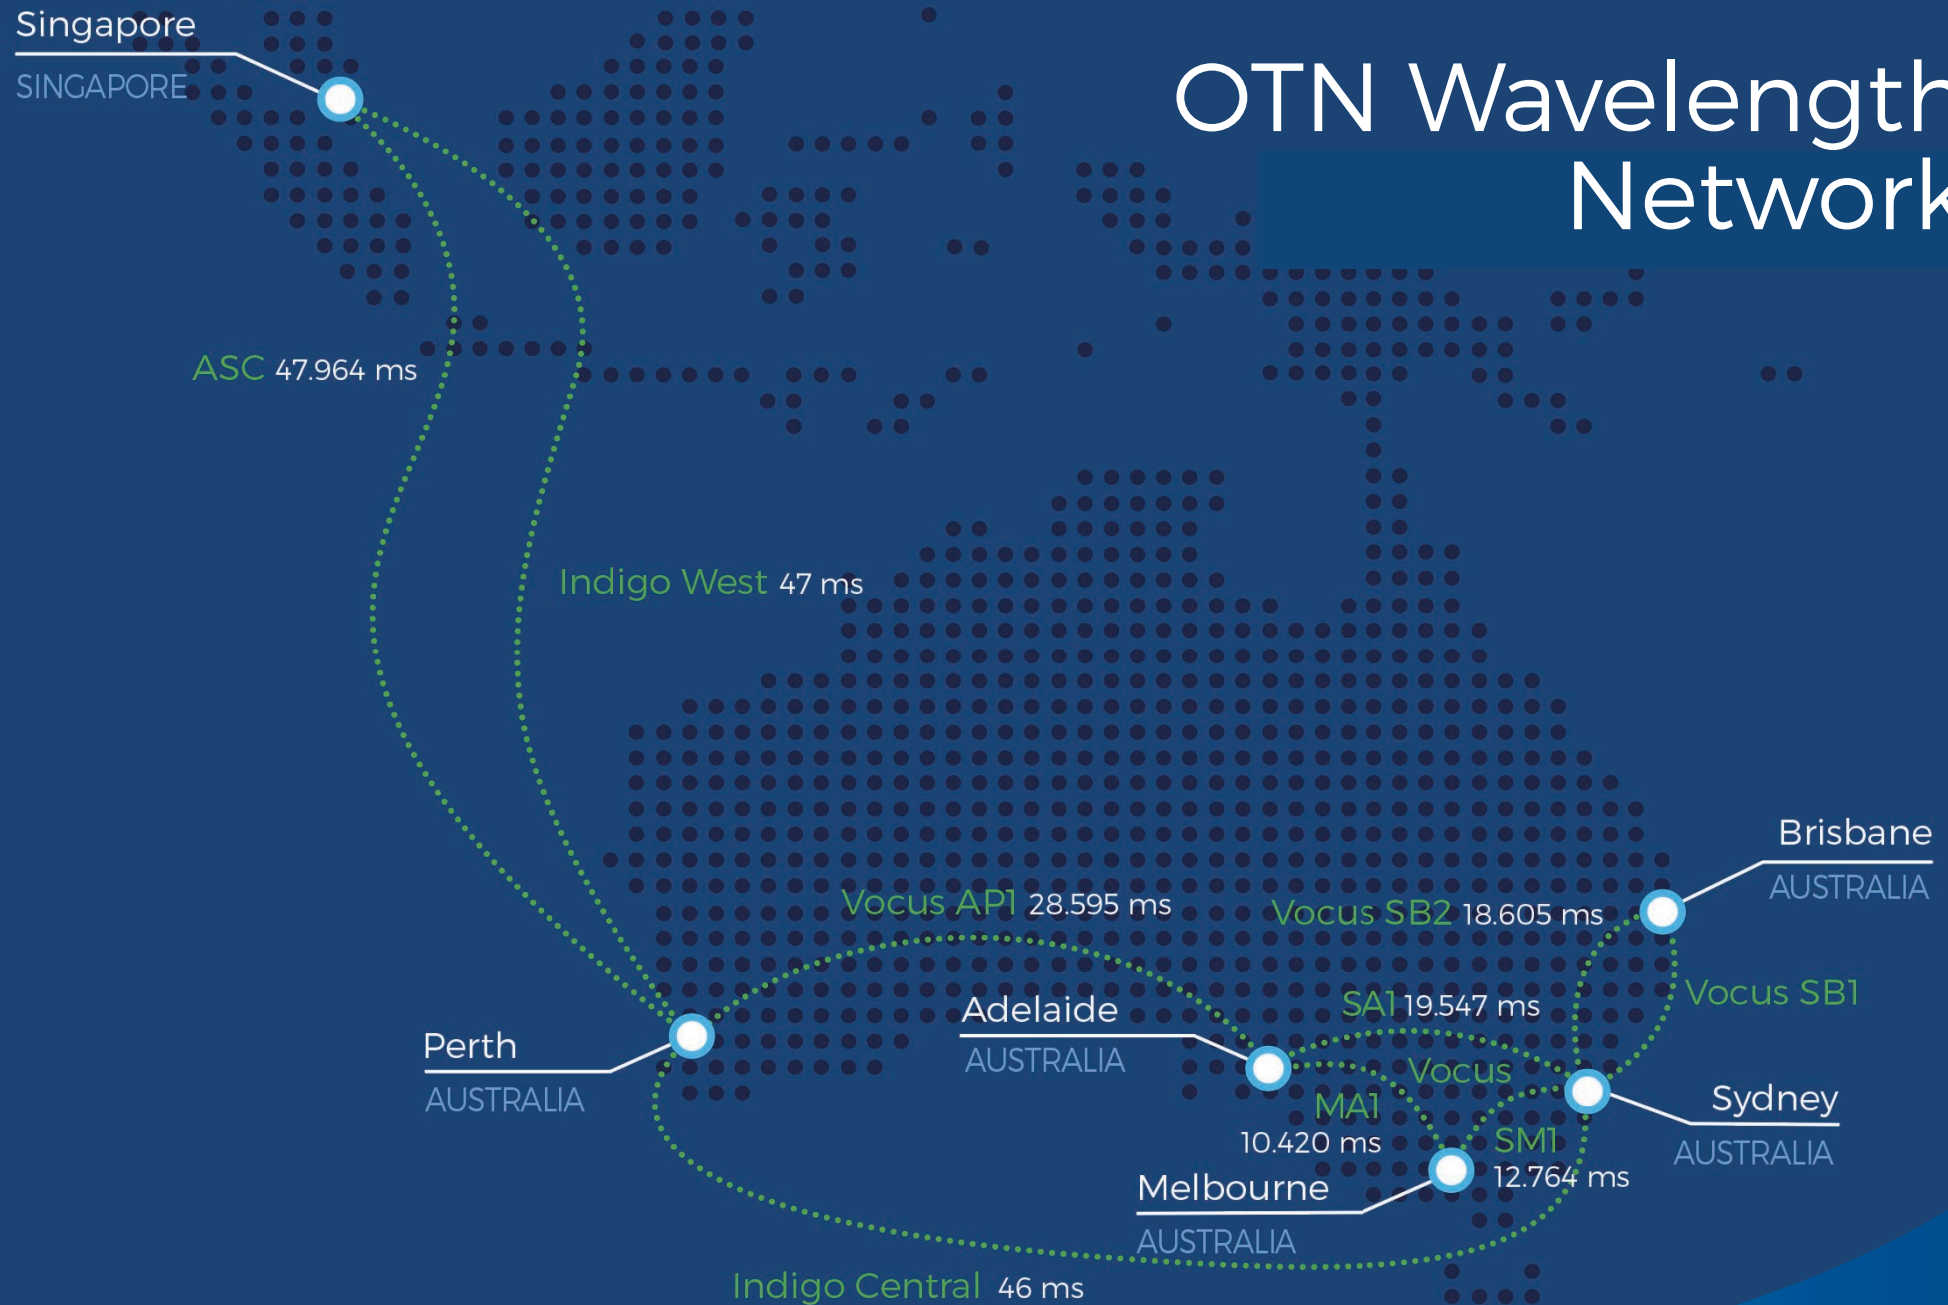 Singapore
SINGAPORE
OTN Wavelength
Network
ASC 47.964 ms
Indigo West 47 ms
Brisbane
AUSTRALIA
Vocus AP1 28.595 ms
Vocus SB2 18.605 ms
Vocus SB1
Adelaide
AUSTRALIA
SA1 19.547 ms
Perth
AUSTRALIA
Vocus
MA1
10.420 ms
SM1
12.764 ms
Sydney
AUSTRALIA
Melbourne
AUSTRALIA
Indigo Central 46 ms